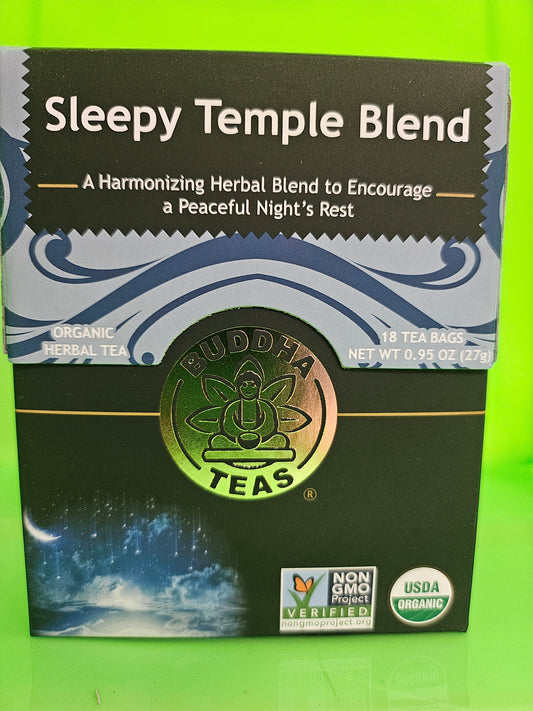 Sleepy Temple Blend
A Harmonizing Herbal Blend to Encourage
a Peaceful Night's Rest
ORGANIC
HERBAL TEA
18 TEA BAGS
NET WT 0.95 OZ (27g)
BUDDHA
TEAS
®
NON
GMO
Project
VERIFIED
nongmoproject.org
USDA
ORGANIC